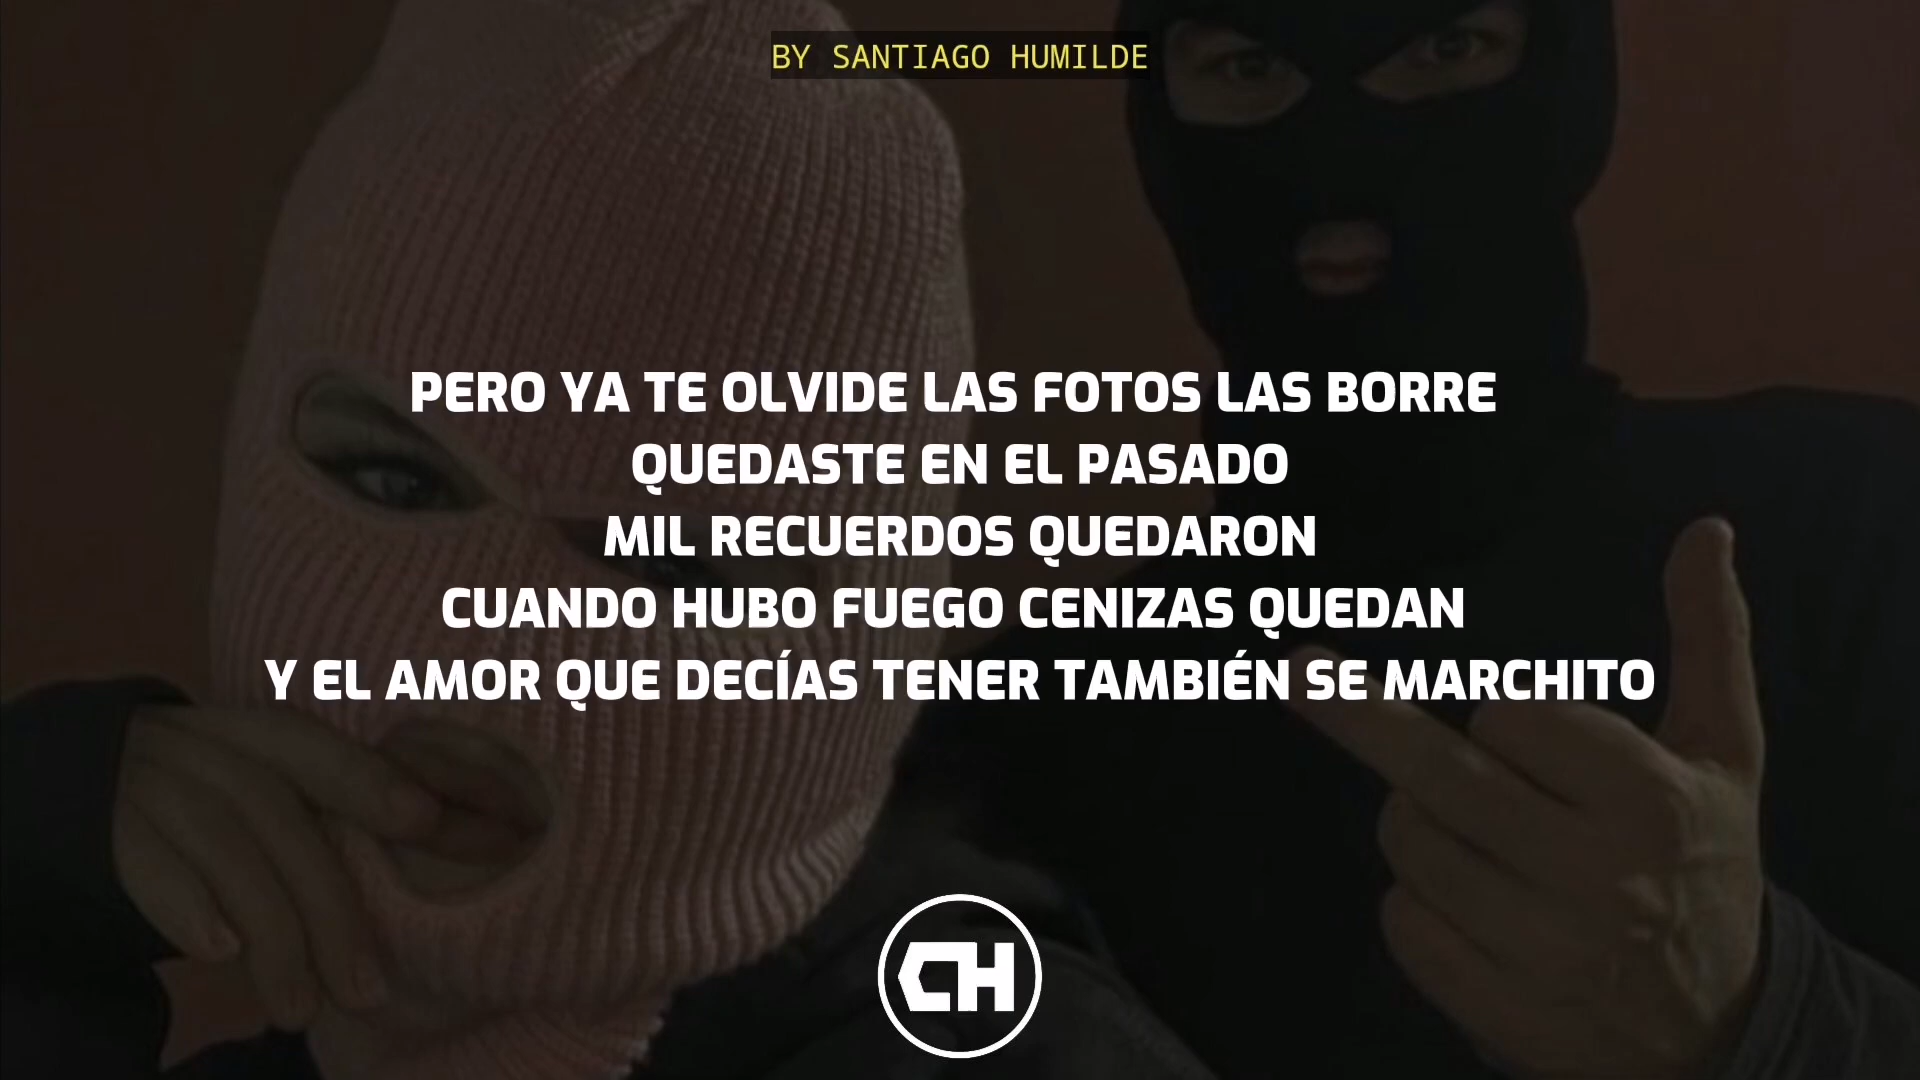 BY SANTIAGO HUMILDE
PERO YA TE OLVIDE LAS FOTOS LAS BORRE
QUEDASTE EN EL PASADO
MIL RECUERDOS QUEDARON
CUANDO HUBO FUEGO CENIZAS QUEDAN
Y EL AMOR QUE DECÍAS TENER TAMBIÉN SE MARCHITO
CH